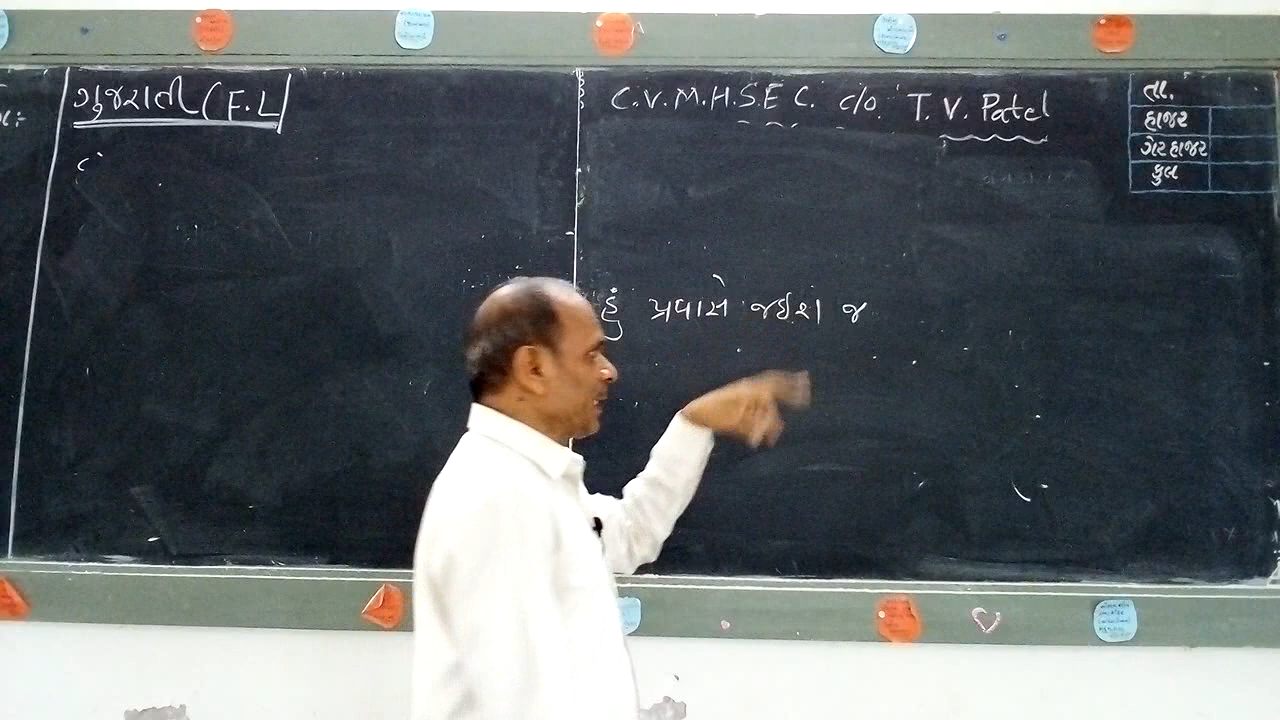 ગુજરાતી (F.L)
C.V.M.H.S.E C. c/o. T.V. Patel
તા.
હાજર
ગેરહાજર
કુલ
હું પ્રવાસે જઈશ જ